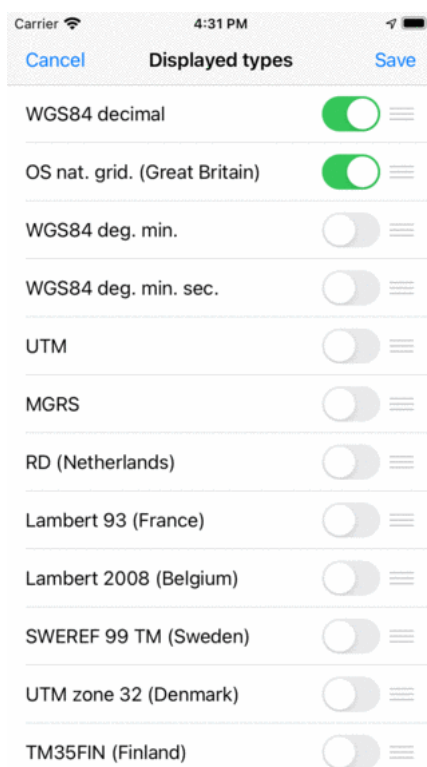 Carrier 4:31 PM
Cancel Displayed types Save
WGS84 decimal
OS nat. grid. (Great Britain)
WGS84 deg. min.
WGS84 deg. min. sec.
UTM
MGRS
RD (Netherlands)
Lambert 93 (France)
Lambert 2008 (Belgium)
SWEREF 99 TM (Sweden)
UTM zone 32 (Denmark)
TM35FIN (Finland)